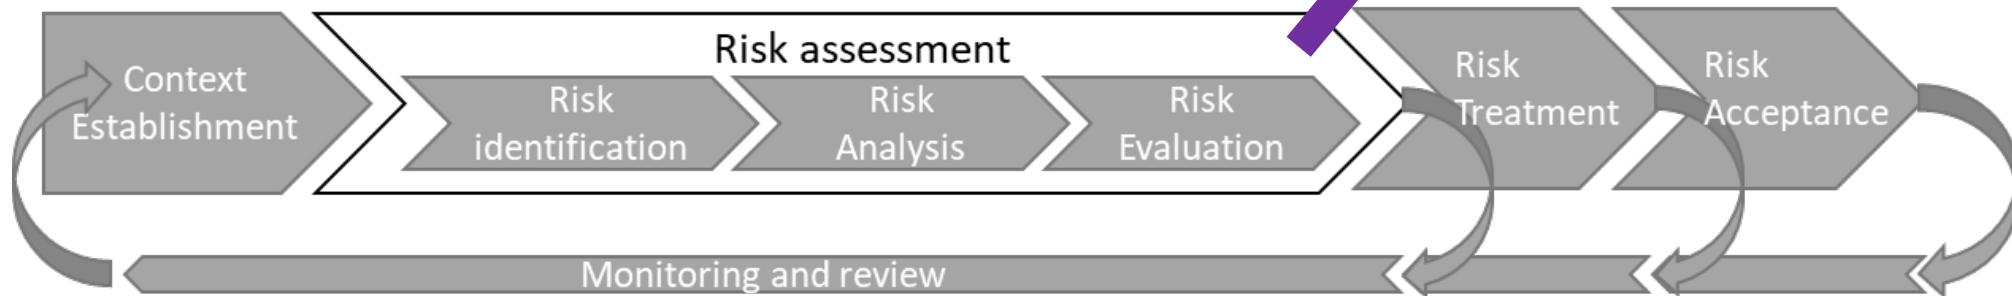 Context
Establishment
Risk assessment
Risk
identification
Risk
Analysis
Risk
Evaluation
Risk
Treatment
Risk
Acceptance
Monitoring and review